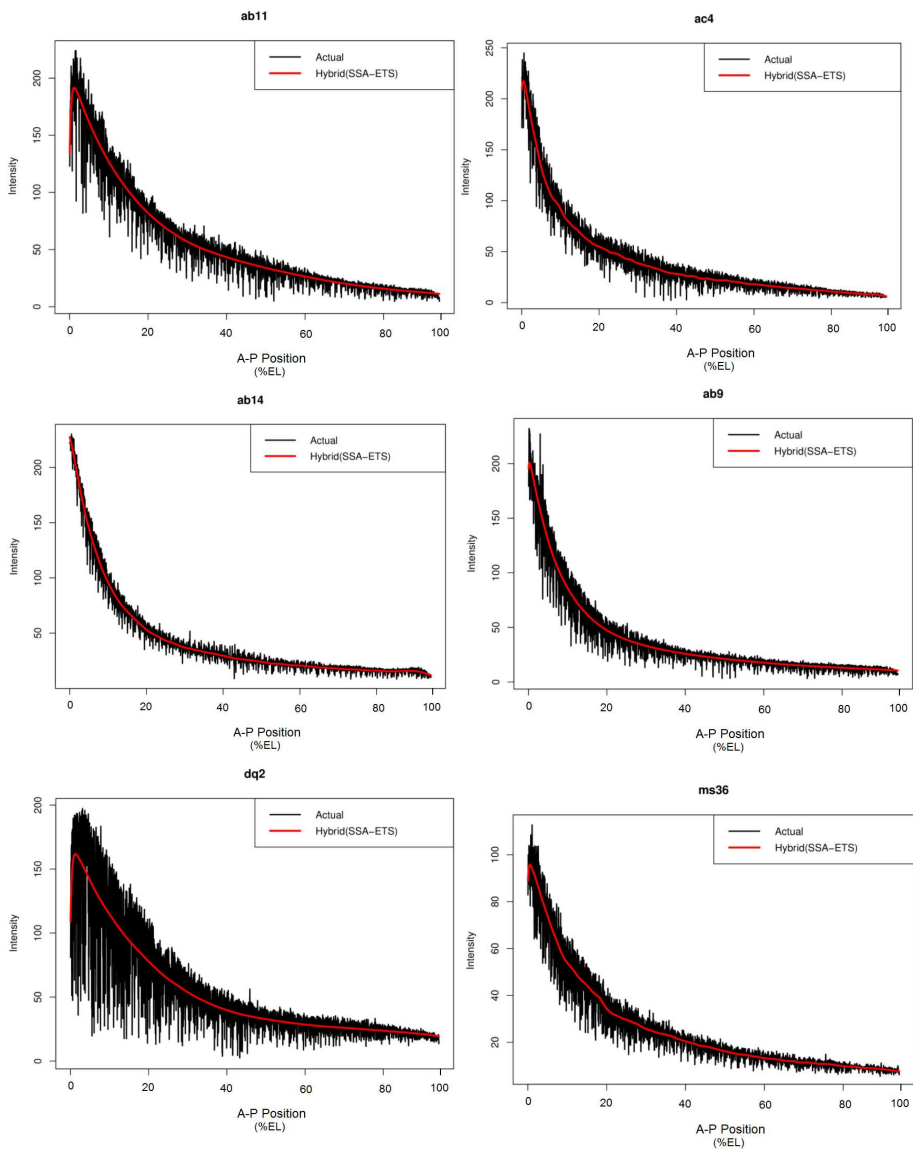 ab11
Actual
Hybrid(SSA−ETS)
Intensity
0
50
100
150
200
0 20 40 60 80 100
A-P Position
(%EL)
ac4
Actual
Hybrid(SSA−ETS)
Intensity
0
50
100
150
200
250
0 20 40 60 80 100
A-P Position
(%EL)
ab14
Actual
Hybrid(SSA−ETS)
Intensity
50
100
150
200
0 20 40 60 80 100
A-P Position
(%EL)
ab9
Actual
Hybrid(SSA−ETS)
Intensity
0
50
100
150
200
0 20 40 60 80 100
A-P Position
(%EL)
dq2
Actual
Hybrid(SSA−ETS)
Intensity
0
50
100
150
200
0 20 40 60 80 100
A-P Position
(%EL)
ms36
Actual
Hybrid(SSA−ETS)
Intensity
20
40
60
80
100
0 20 40 60 80 100
A-P Position
(%EL)